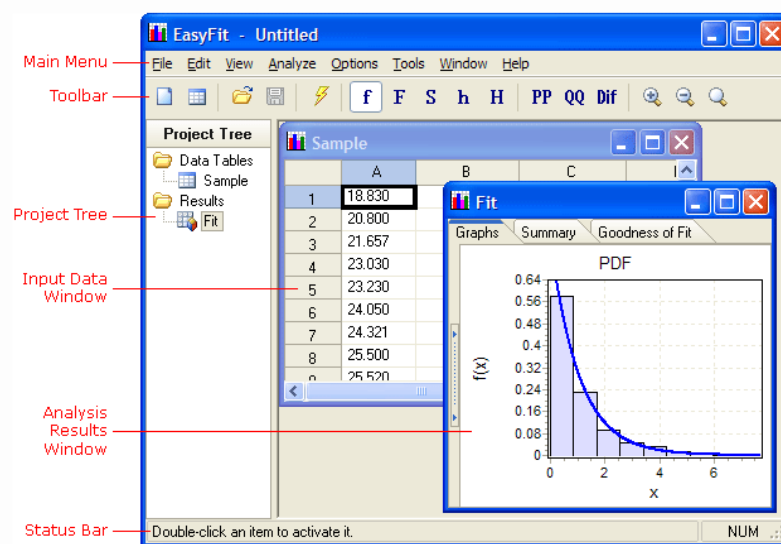 EasyFit - Untitled
Main Menu
File Edit View Analyze Options Tools Window Help
Toolbar
f F S h H PP QQ Dif
Project Tree
Data Tables
Sample
Results
Fit
Project Tree
Input Data
Window
Analysis
Results
Window
Status Bar
Sample
A B C
1 18.830
2 20.800
3 21.657
4 23.030
5 23.230
6 24.050
7 24.321
8 25.500
25.520
Fit
Graphs Summary Goodness of Fit
PDF
0.64
0.56
0.48
0.4
0.32
0.24
0.16
0.08
0
f(x)
0 2 4 6
x
Double-click an item to activate it.
NUM